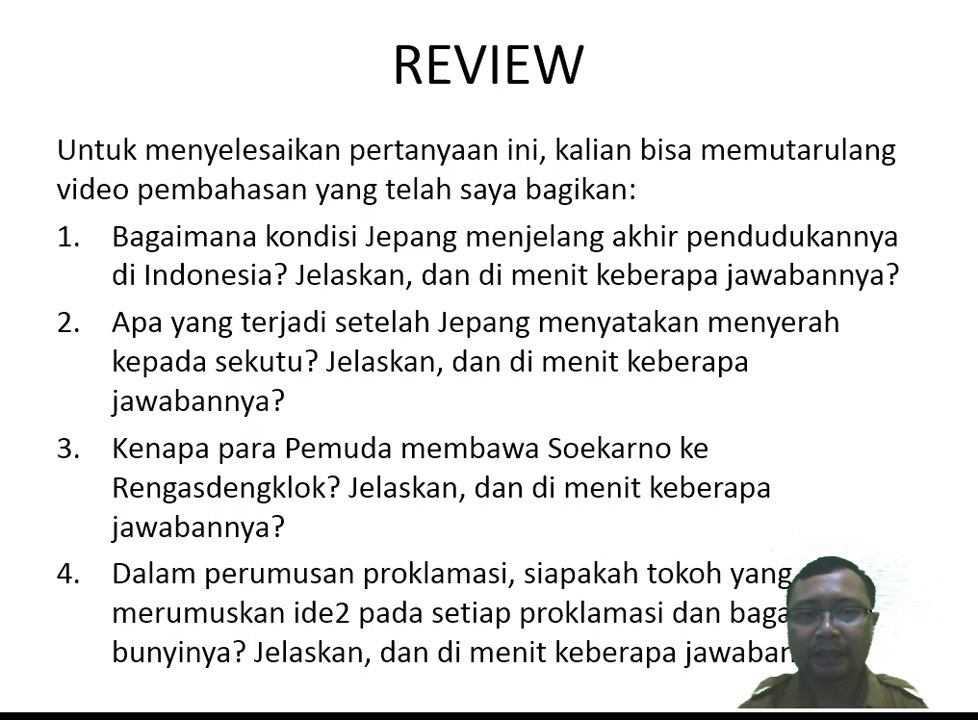 REVIEW
Untuk menyelesaikan pertanyaan ini, kalian bisa memutarulang
video pembahasan yang telah saya bagikan:
1. Bagaimana kondisi Jepang menjelang akhir pendudukannya
di Indonesia? Jelaskan, dan di menit keberapa jawabannya?
2. Apa yang terjadi setelah Jepang menyatakan menyerah
kepada sekutu? Jelaskan, dan di menit keberapa
jawabannya?
3. Kenapa para Pemuda membawa Soekarno ke
Rengasdengklok? Jelaskan, dan di menit keberapa
jawabannya?
4. Dalam perumusan proklamasi, siapakah tokoh yang
merumuskan ide2 pada setiap proklamasi dan
bunyinya? Jelaskan, dan di menit keberapa